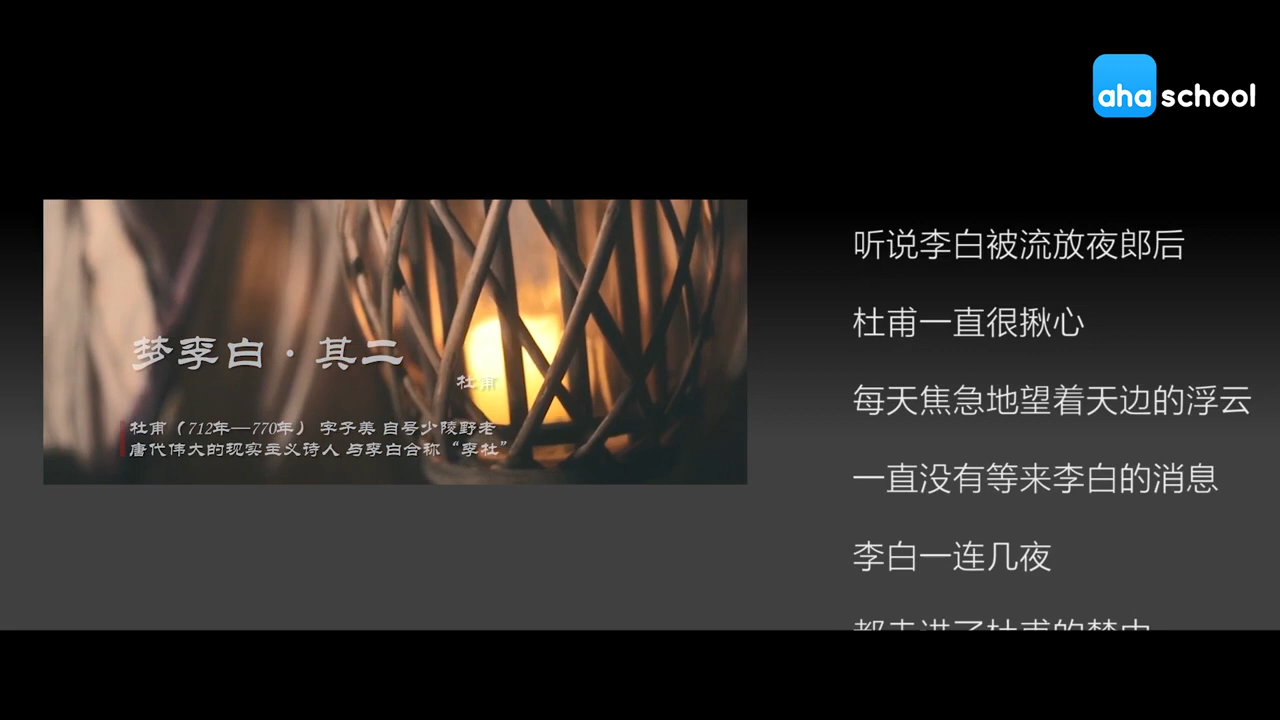 aha school
梦李白·其二
杜甫
杜甫（712年—770年） 字子美 自号少陵野老
唐代伟大的现实主义诗人 与李白合称“李杜”
听说李白被流放夜郎后
杜甫一直很揪心
每天焦急地望着天边的浮云
一直没有等来李白的消息
李白一连几夜